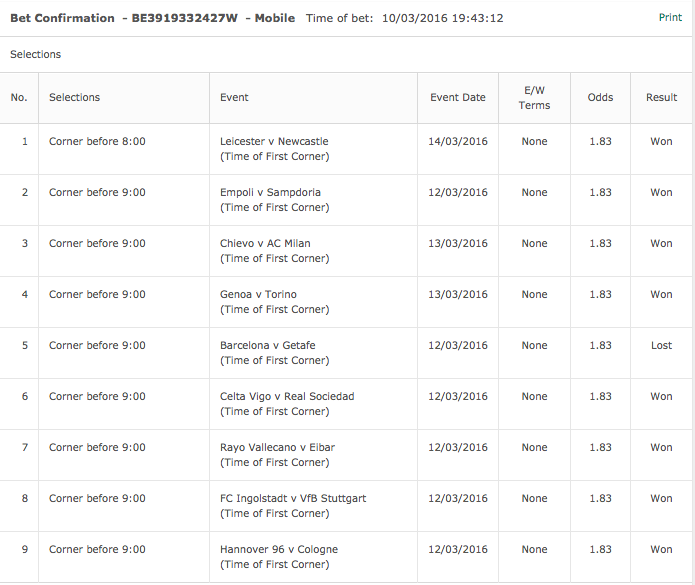 Bet Confirmation - BE3919332427W - Mobile Time of bet: 10/03/2016 19:43:12 Print
Selections
No. Selections Event Event Date E/W Terms Odds Result
1 Corner before 8:00 Leicester v Newcastle 14/03/2016 None 1.83 Won
(Time of First Corner)
2 Corner before 9:00 Empoli v Sampdoria 12/03/2016 None 1.83 Won
(Time of First Corner)
3 Corner before 9:00 Chievo v AC Milan 13/03/2016 None 1.83 Won
(Time of First Corner)
4 Corner before 9:00 Genoa v Torino 13/03/2016 None 1.83 Won
(Time of First Corner)
5 Corner before 9:00 Barcelona v Getafe 12/03/2016 None 1.83 Lost
(Time of First Corner)
6 Corner before 9:00 Celta Vigo v Real Sociedad 12/03/2016 None 1.83 Won
(Time of First Corner)
7 Corner before 9:00 Rayo Vallecano v Eibar 12/03/2016 None 1.83 Won
(Time of First Corner)
8 Corner before 9:00 FC Ingolstadt v VfB Stuttgart 12/03/2016 None 1.83 Won
(Time of First Corner)
9 Corner before 9:00 Hannover 96 v Cologne 12/03/2016 None 1.83 Won
(Time of First Corner)